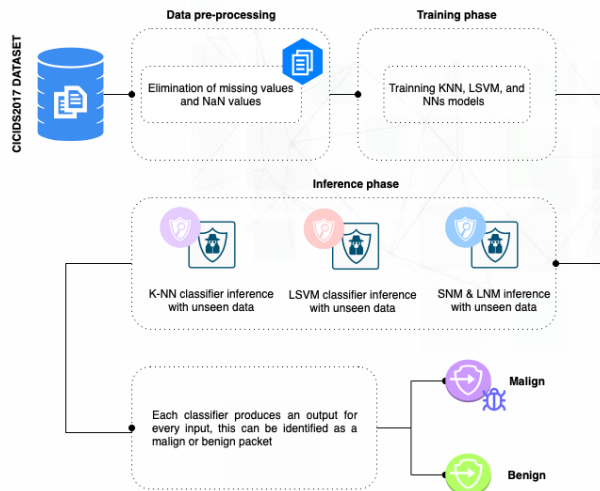 CICIDS2017 DATASET
Data pre-processing
Elimination of missing values
and NaN values
Training phase
Trainning KNN, LSVM, and
NNs models
Inference phase
K-NN classifier inference
with unseen data
LSVM classifier inference
with unseen data
SNM & LNM inference
with unseen data
Each classifier produces an output for
every input, this can be identified as a
malign or benign packet
Malign
Benign